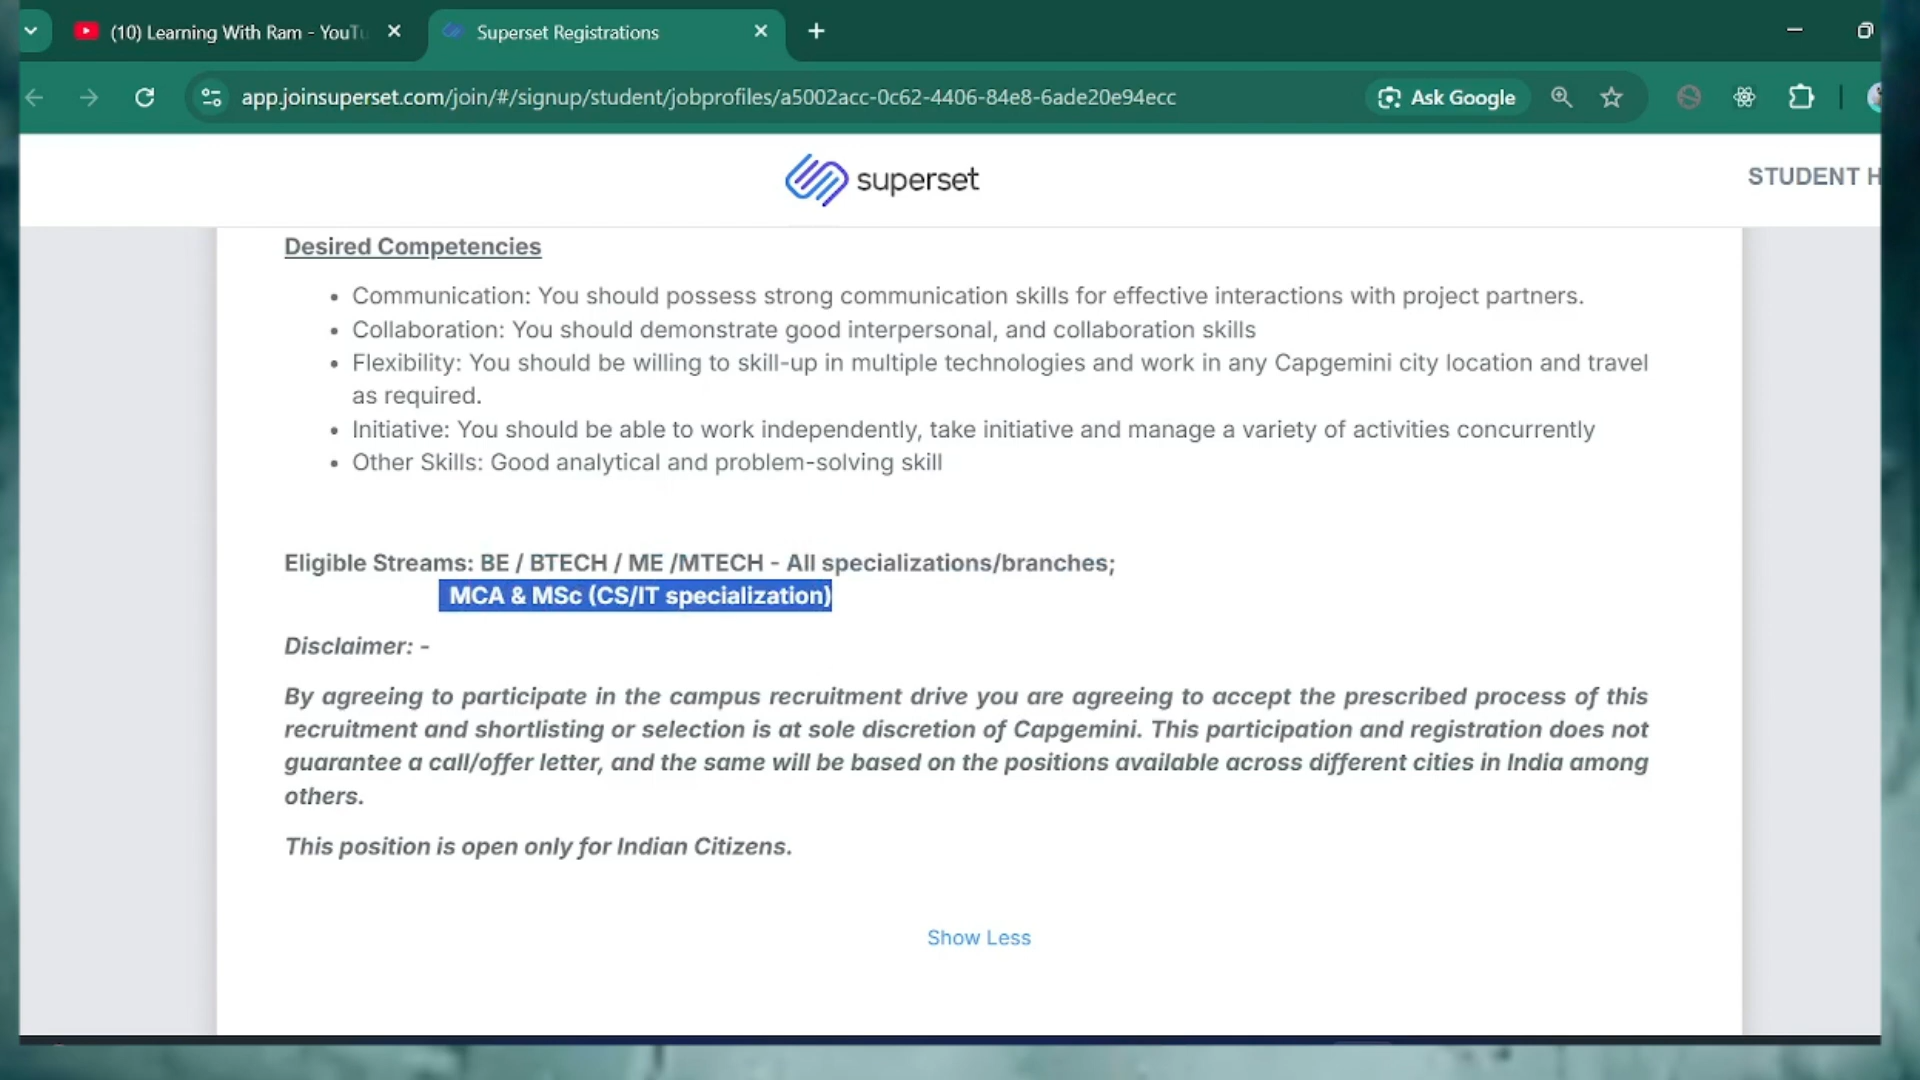 (10) Learning With Ram - YouTu
Superset Registrations
app.joinsuperset.com/join/#/signup/student/jobprofiles/a5002acc-0c62-4406-84e8-6ade20e94ecc
Ask Google
superset
STUDENT H
Desired Competencies
• Communication: You should possess strong communication skills for effective interactions with project partners.
• Collaboration: You should demonstrate good interpersonal, and collaboration skills
• Flexibility: You should be willing to skill-up in multiple technologies and work in any Capgemini city location and travel
as required.
• Initiative: You should be able to work independently, take initiative and manage a variety of activities concurrently
• Other Skills: Good analytical and problem-solving skill
Eligible Streams: BE / BTECH / ME /MTECH - All specializations/branches;
MCA & MSc (CS/IT specialization)
Disclaimer: -
By agreeing to participate in the campus recruitment drive you are agreeing to accept the prescribed process of this
recruitment and shortlisting or selection is at sole discretion of Capgemini. This participation and registration does not
guarantee a call/offer letter, and the same will be based on the positions available across different cities in India among
others.
This position is open only for Indian Citizens.
Show Less